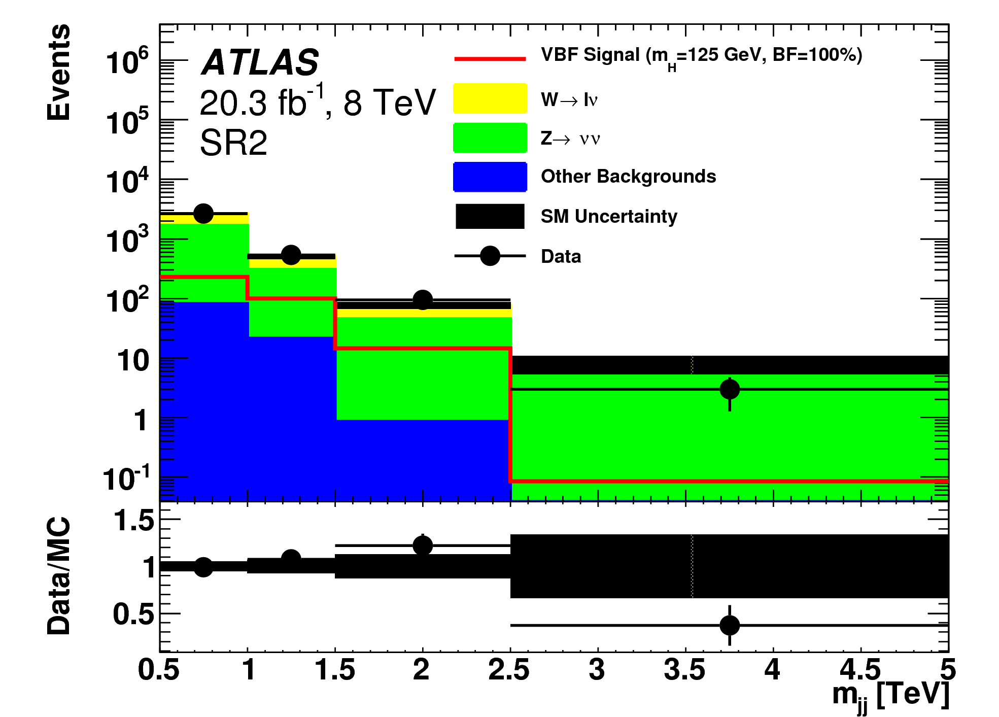 Events
10⁶
10⁵
10⁴
10³
10²
10
1
10⁻¹
ATLAS
20.3 fb⁻¹, 8 TeV
SR2
VBF Signal (m_H=125 GeV, BF=100%)
W→ lν
Z→ νν
Other Backgrounds
SM Uncertainty
Data
Data/MC
1.5
1
0.5
0.5 1 1.5 2 2.5 3 3.5 4 4.5 5
m_jj [TeV]